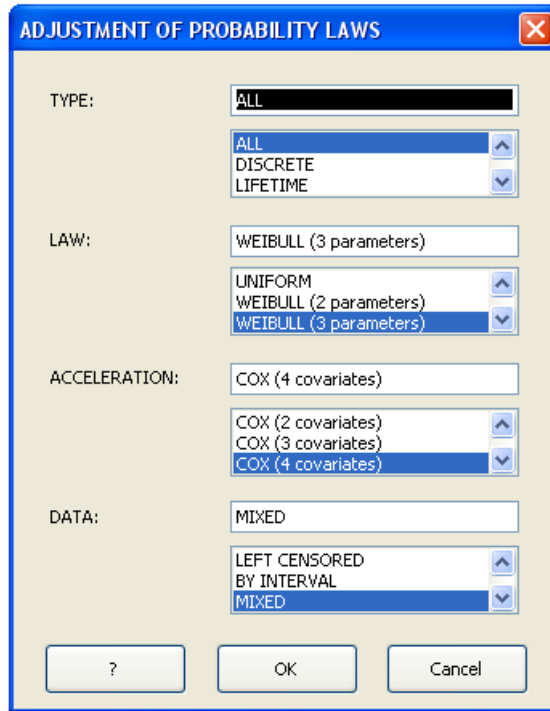 ADJUSTMENT OF PROBABILITY LAWS
TYPE:
ALL
ALL
DISCRETE
LIFETIME
LAW:
WEIBULL (3 parameters)
UNIFORM
WEIBULL (2 parameters)
WEIBULL (3 parameters)
ACCELERATION:
COX (4 covariates)
COX (2 covariates)
COX (3 covariates)
COX (4 covariates)
DATA:
MIXED
LEFT CENSORED
BY INTERVAL
MIXED
?
OK
Cancel